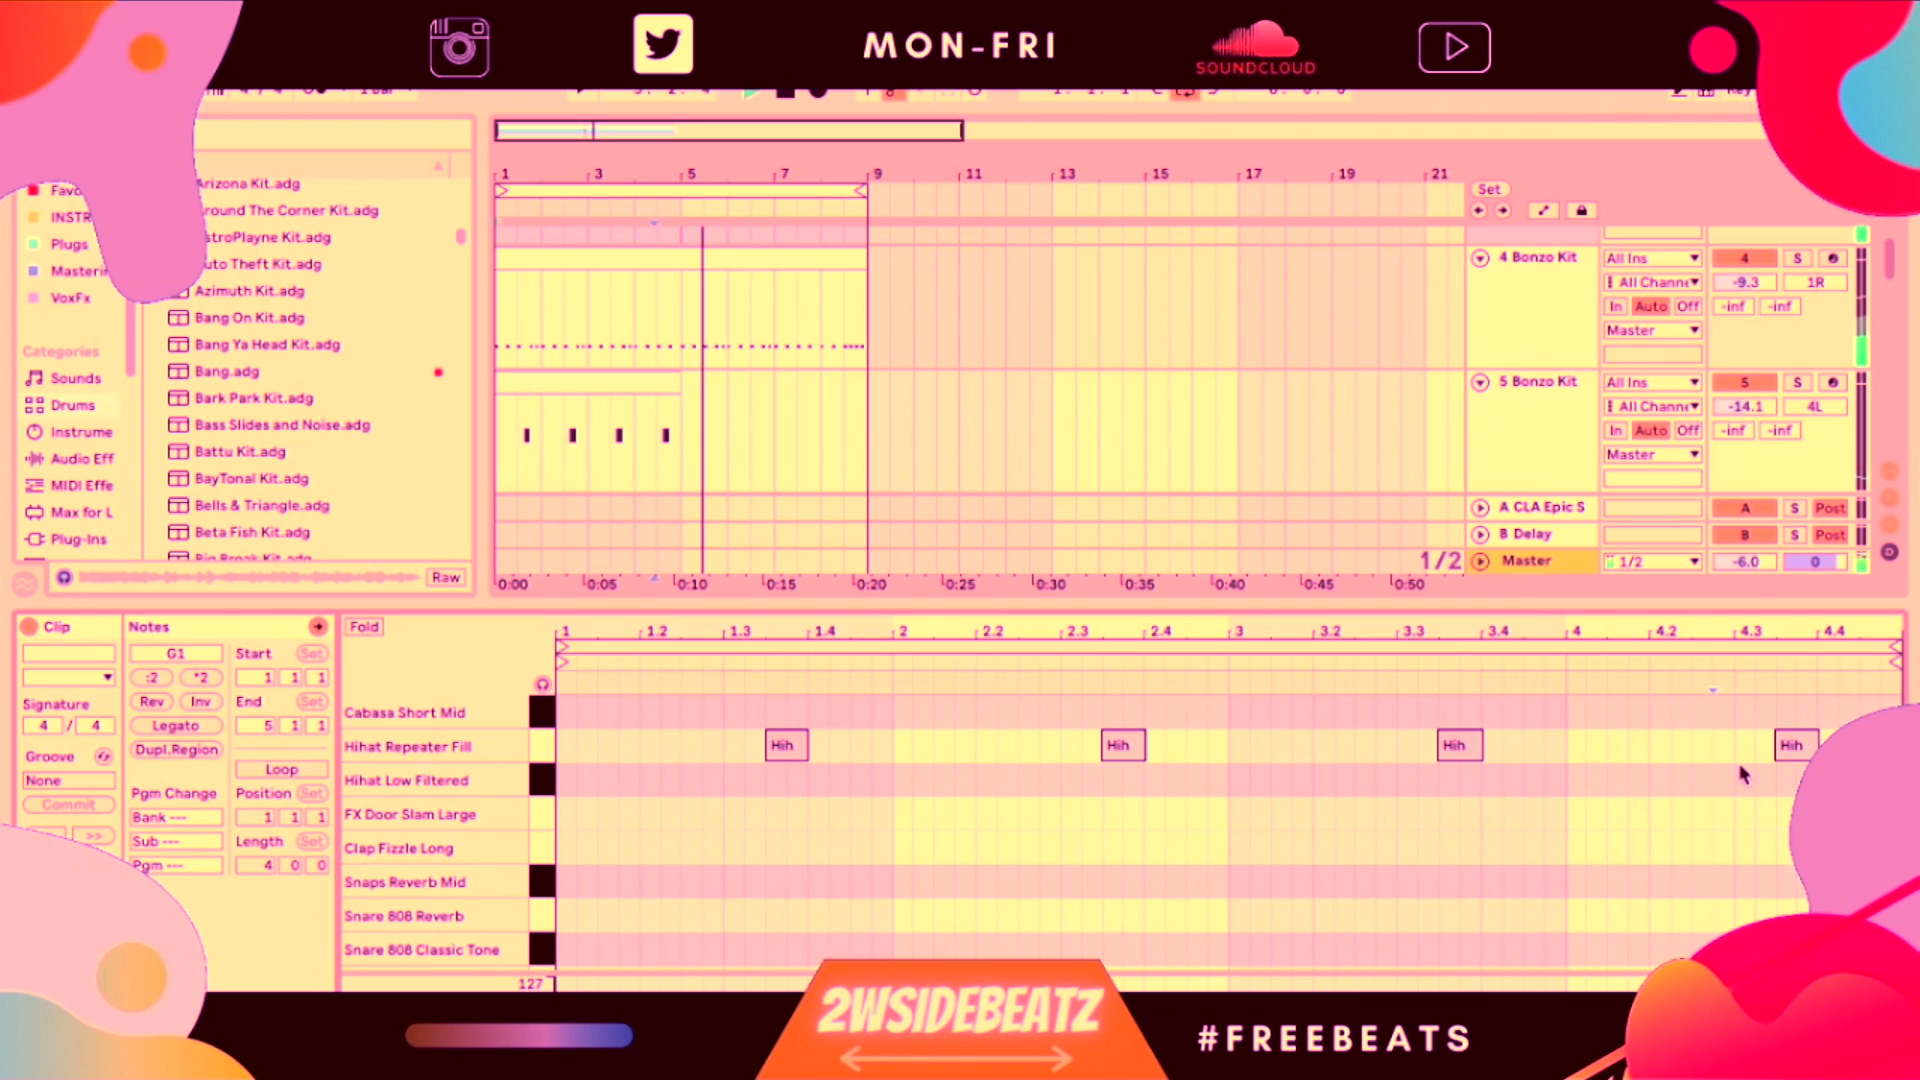 MON-FRI
SOUNDCLOUD
1 3 5 7 9 11 13 15 17 19 21
Set
Favo
INSTR
Plugs
Masterin
VoxFx
Categories
Sounds
Drums
Instrume
Audio Eff
MIDI Effe
Max for L
Plug-Ins
Arizona Kit.adg
Around The Corner Kit.adg
stroPlayne Kit.adg
uto Theft Kit.adg
Azimuth Kit.adg
Bang On Kit.adg
Bang Ya Head Kit.adg
Bang.adg
Bark Park Kit.adg
Bass Slides and Noise.adg
Battu Kit.adg
BayTonal Kit.adg
Bells & Triangle.adg
Beta Fish Kit.adg
Big Break Kit.adg
Raw
4 Bonzo Kit All Ins 4 S
All Channe -9.3 1R
In Auto Off -inf -inf
Master
5 Bonzo Kit All Ins 5 S
All Channe -14.1 4L
In Auto Off -inf -inf
Master
A CLA Epic S A S Post
B Delay B S Post
1/2 Master 1/2 -6.0 0
0:00 0:05 0:10 0:15 0:20 0:25 0:30 0:35 0:40 0:45 0:50
Clip
Signature
4 / 4
Groove
None
Commit
>>
Notes
G1
:2 *2
Rev Inv
Legato
Dupl.Region
Pgm Change
Bank ---
Sub ---
Pgm ---
Start Set
1 1 1
End Set
5 1 1
Loop
Position Set
1 1 1
Length Set
4 0 0
Fold
1 1.2 1.3 1.4 2 2.2 2.3 2.4 3 3.2 3.3 3.4 4 4.2 4.3 4.4
Cabasa Short Mid
Hihat Repeater Fill Hih Hih Hih Hih
Hihat Low Filtered
FX Door Slam Large
Clap Fizzle Long
Snaps Reverb Mid
Snare 808 Reverb
Snare 808 Classic Tone
127
2WSIDEBEATZ
#FREEBEATS